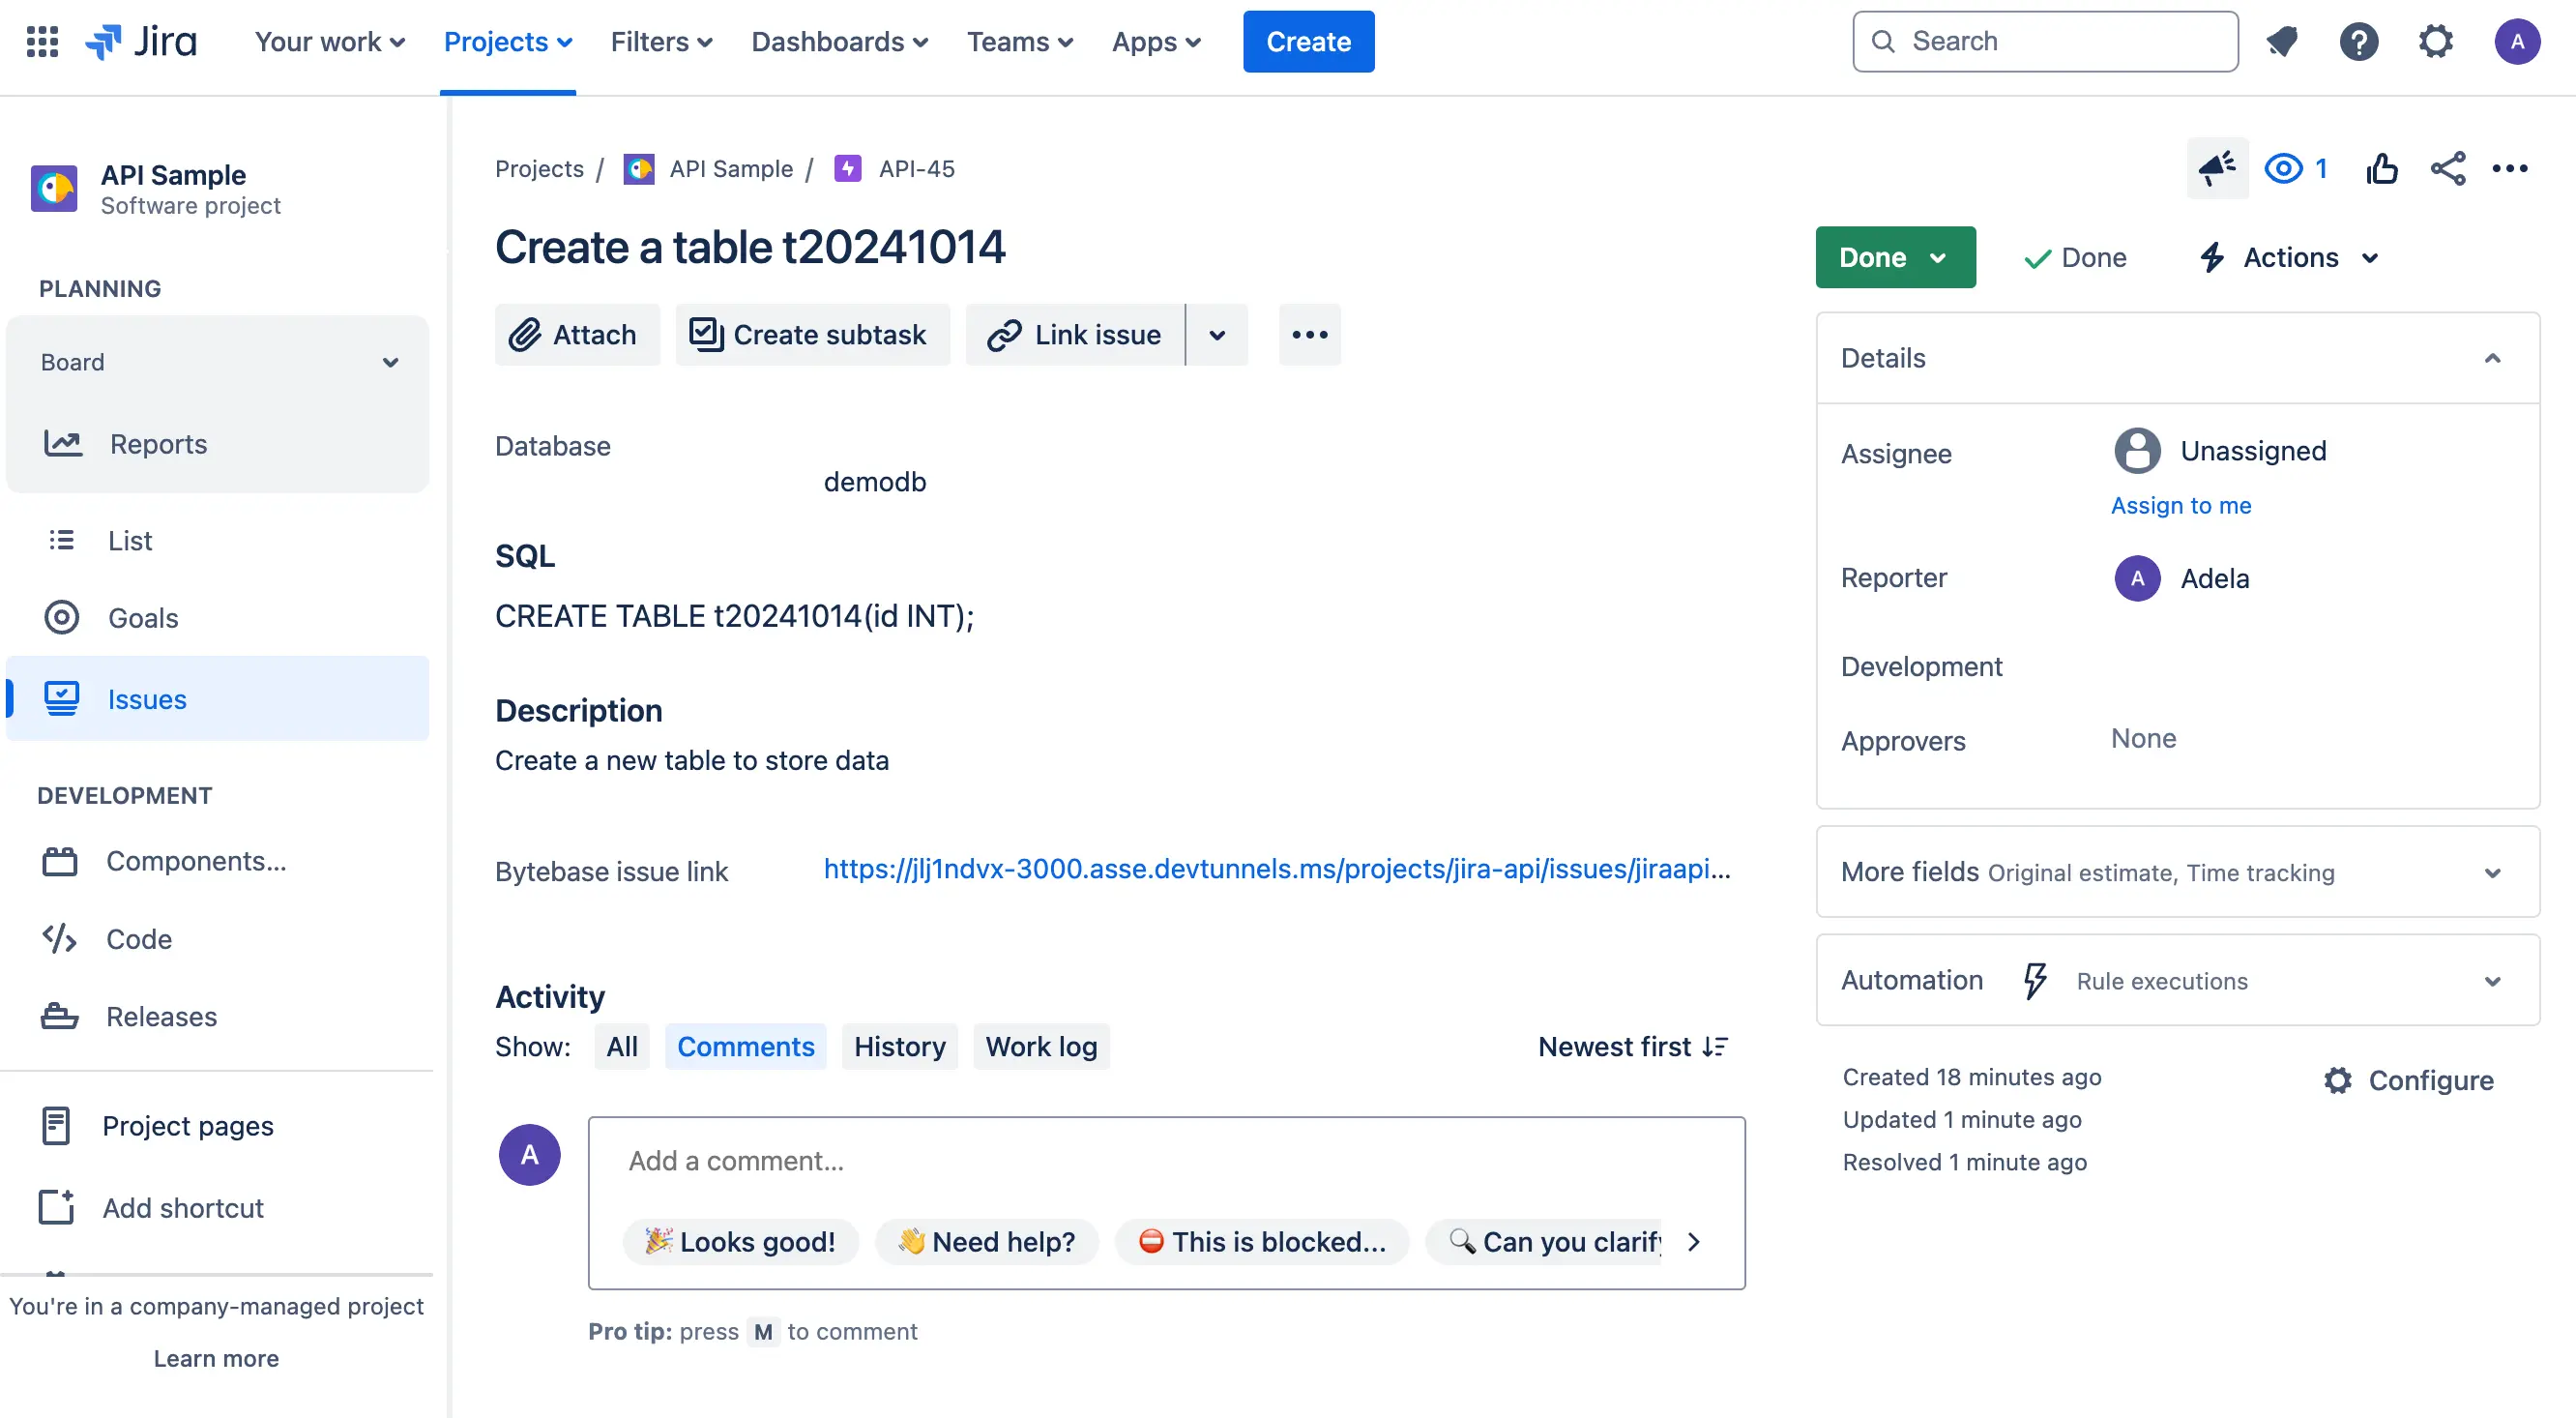 Jira
Your work
Projects
Filters
Dashboards
Teams
Apps
Create
Search
A
API Sample
Software project
PLANNING
Board
Reports
List
Goals
Issues
DEVELOPMENT
Components...
Code
Releases
Project pages
Add shortcut
You're in a company-managed project
Learn more
Projects / API Sample / API-45
1
Create a table t20241014
Attach
Create subtask
Link issue
Database
demodb
SQL
CREATE TABLE t20241014(id INT);
Description
Create a new table to store data
Bytebase issue link
https://jlj1ndvx-3000.asse.devtunnels.ms/projects/jira-api/issues/jiraapi...
Activity
Show: All Comments History Work log
Newest first
A
Add a comment...
Looks good!
Need help?
This is blocked...
Can you clarify
Pro tip: press M to comment
Done
Done
Actions
Details
Assignee
Unassigned
Assign to me
Reporter
A
Adela
Development
Approvers
None
More fields Original estimate, Time tracking
Automation
Rule executions
Created 18 minutes ago
Updated 1 minute ago
Resolved 1 minute ago
Configure